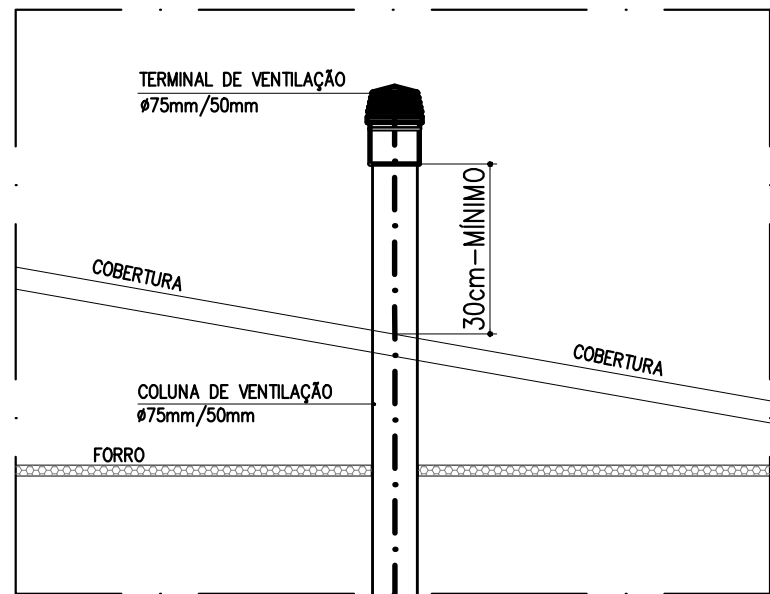 TERMINAL DE VENTILAÇÃO
ø75mm/50mm
30cm-MÍNIMO
COBERTURA
COBERTURA
COLUNA DE VENTILAÇÃO
ø75mm/50mm
FORRO